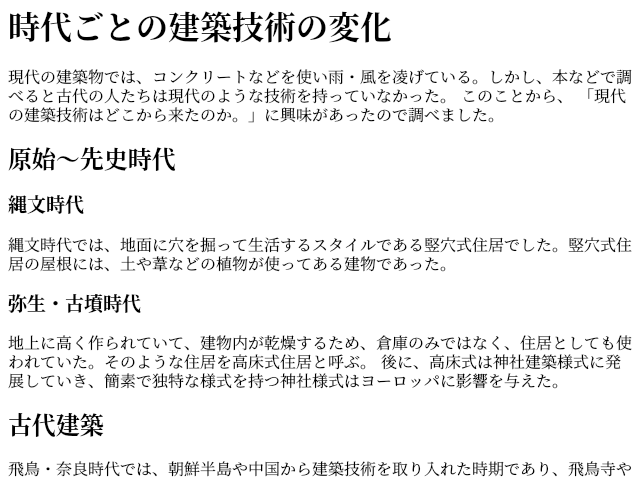 時代ごとの建築技術の変化
現代の建築物では、コンクリートなどを使い雨・風を凌げている。しかし、本などで調
べると古代の人たちは現代のような技術を持っていなかった。 このことから、 「現代
の建築技術はどこから来たのか。」に興味があったので調べました。
原始～先史時代
縄文時代
縄文時代では、地面に穴を掘って生活するスタイルである竪穴式住居でした。竪穴式住
居の屋根には、土や葦などの植物が使ってある建物であった。
弥生・古墳時代
地上に高く作られていて、建物内が乾燥するため、倉庫のみではなく、住居としても使
われていた。そのような住居を高床式住居と呼ぶ。 後に、高床式は神社建築様式に発
展していき、簡素で独特な様式を持つ神社様式はヨーロッパに影響を与えた。
古代建築
飛鳥・奈良時代では、朝鮮半島や中国から建築技術を取り入れた時期であり、飛鳥寺や